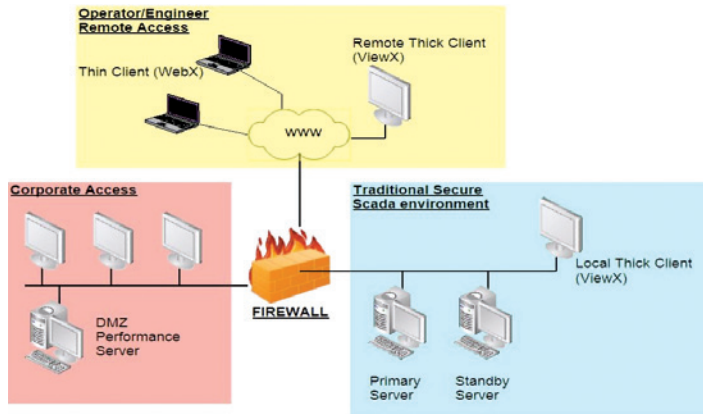 Operator/Engineer
Remote Access
Thin Client (WebX)
Remote Thick Client
(ViewX)
www
Corporate Access
DMZ
Performance
Server
FIREWALL
Traditional Secure
Scada environment
Local Thick Client
(ViewX)
Primary
Server
Standby
Server